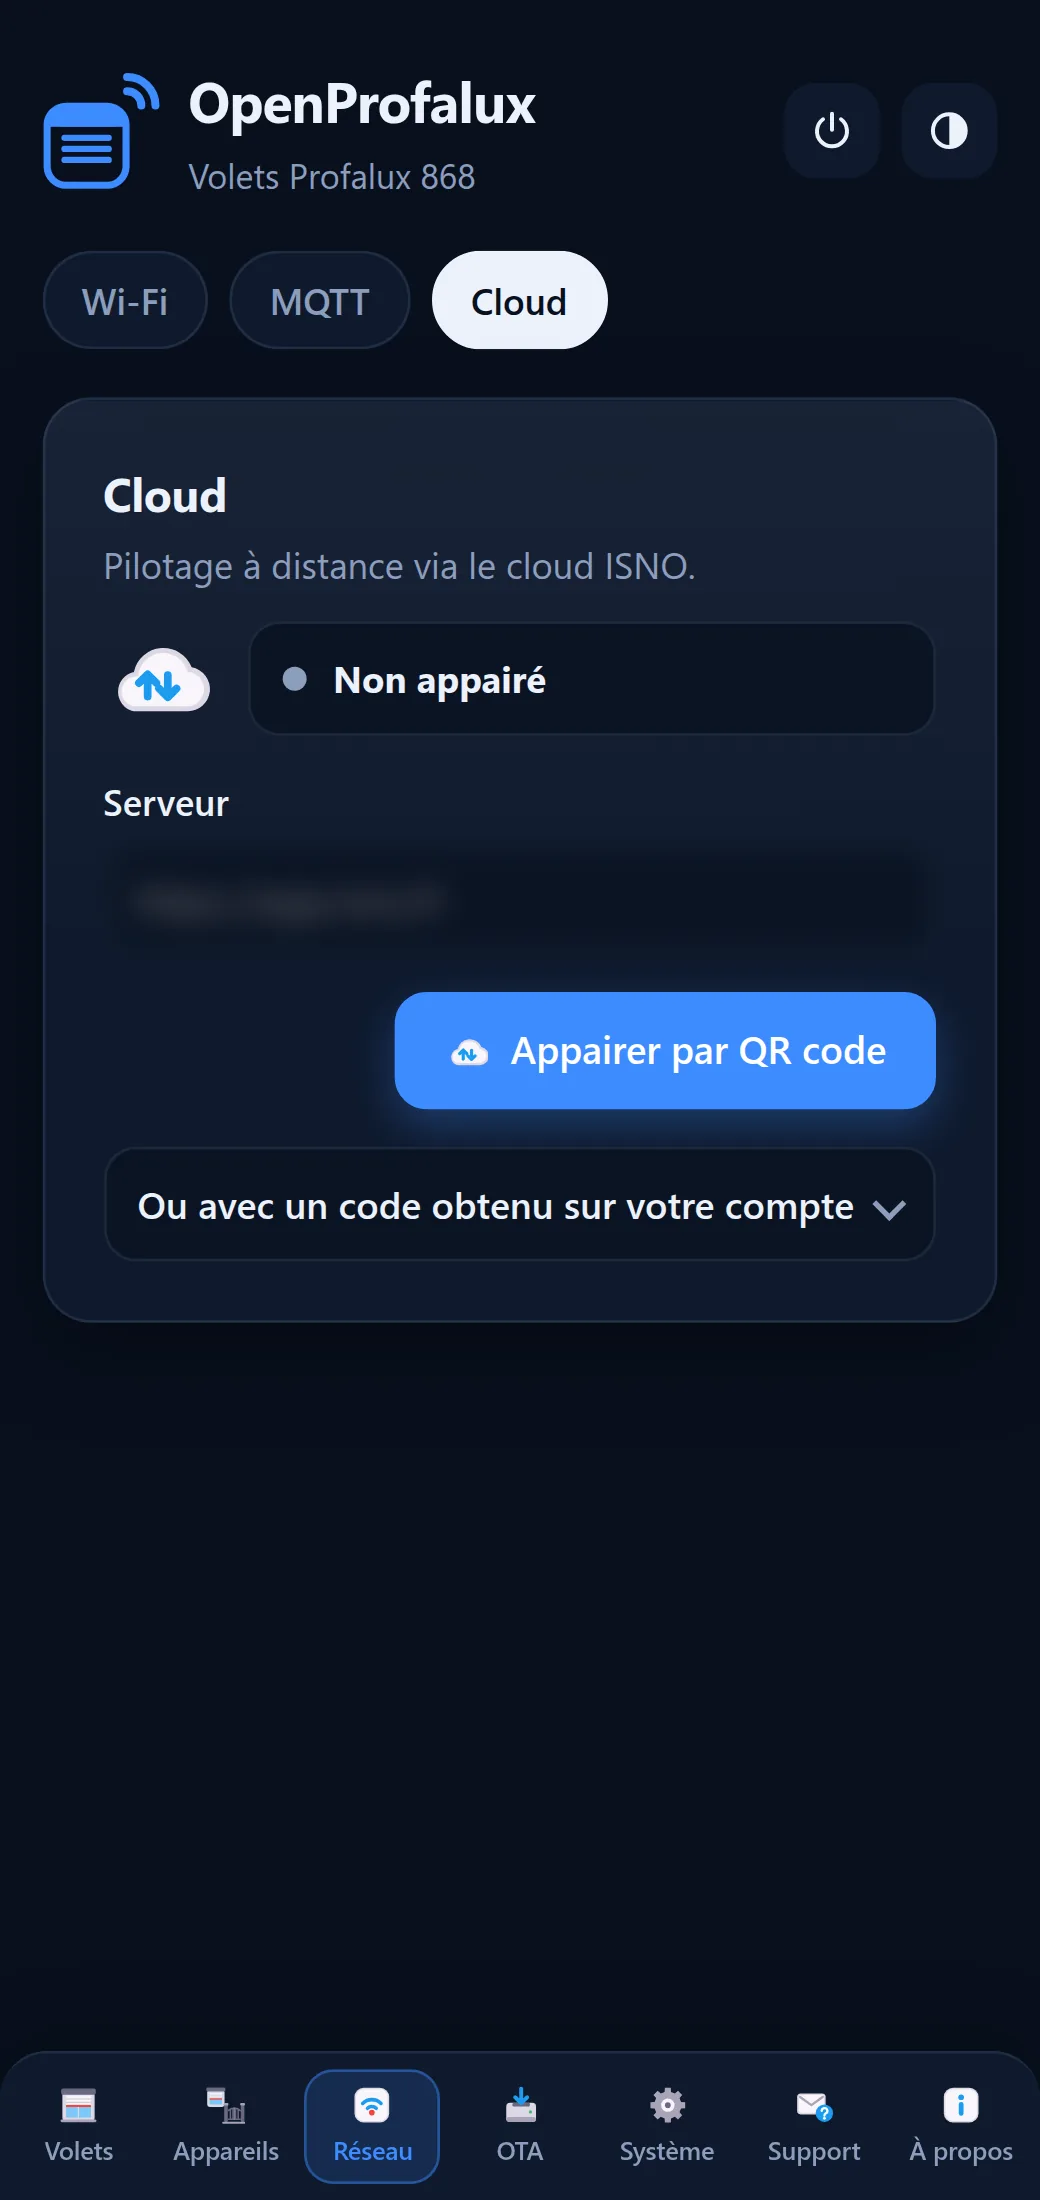 OpenProfalux
Volets Profalux 868
Wi-Fi
MQTT
Cloud
Cloud
Pilotage à distance via le cloud ISNO.
Non appairé
Serveur
Appairer par QR code
Ou avec un code obtenu sur votre compte
Volets
Appareils
Réseau
OTA
Système
Support
À propos